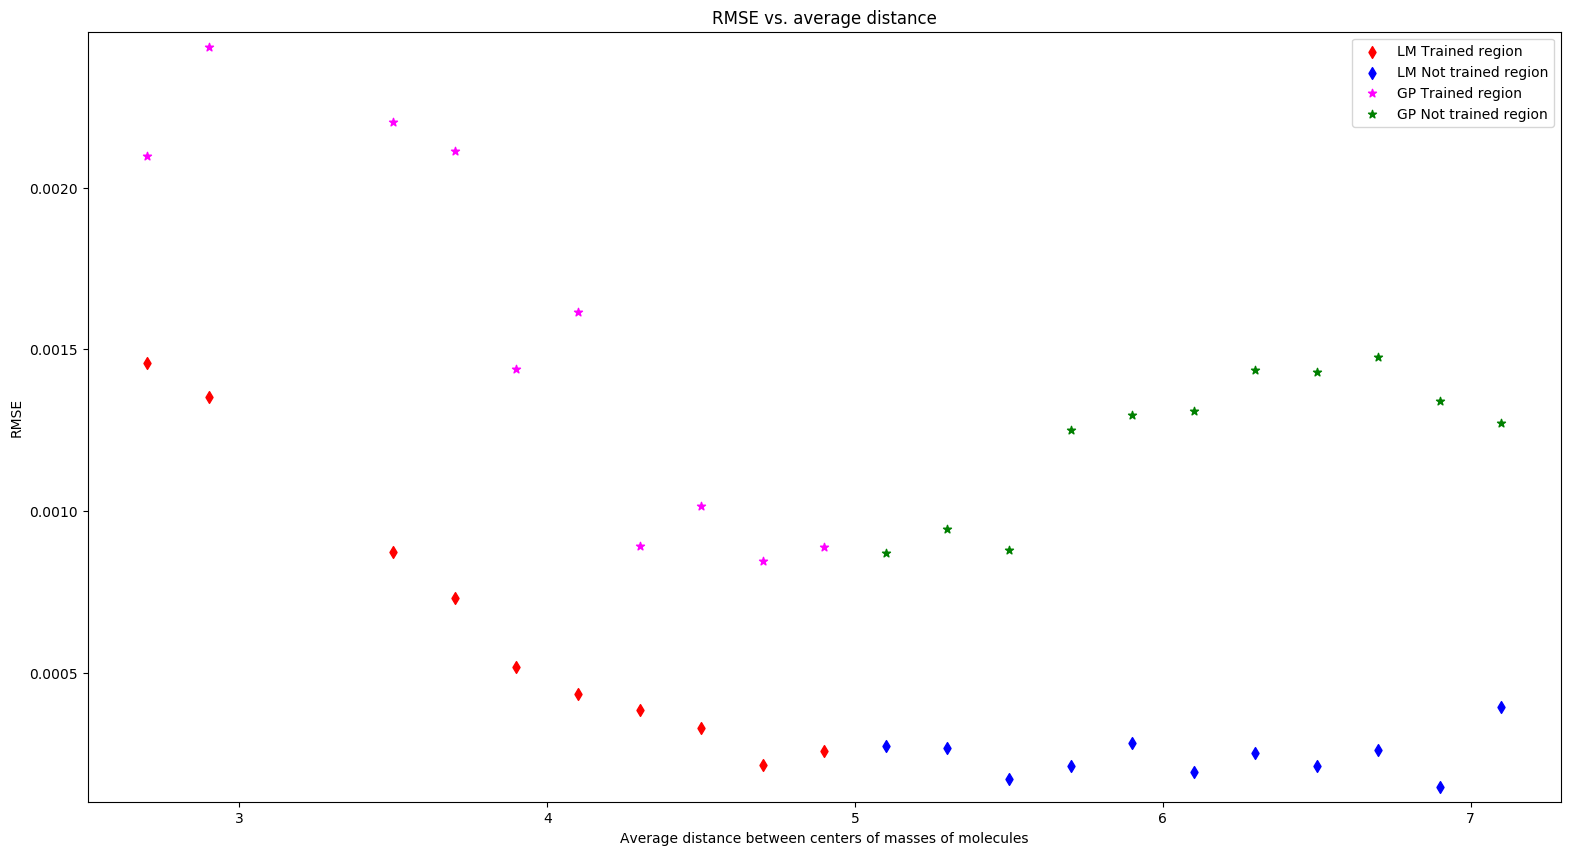 RMSE vs. average distance
LM Trained region
LM Not trained region
GP Trained region
GP Not trained region
0.0020
0.0015
0.0010
0.0005
RMSE
3 4 5 6 7
Average distance between centers of masses of molecules